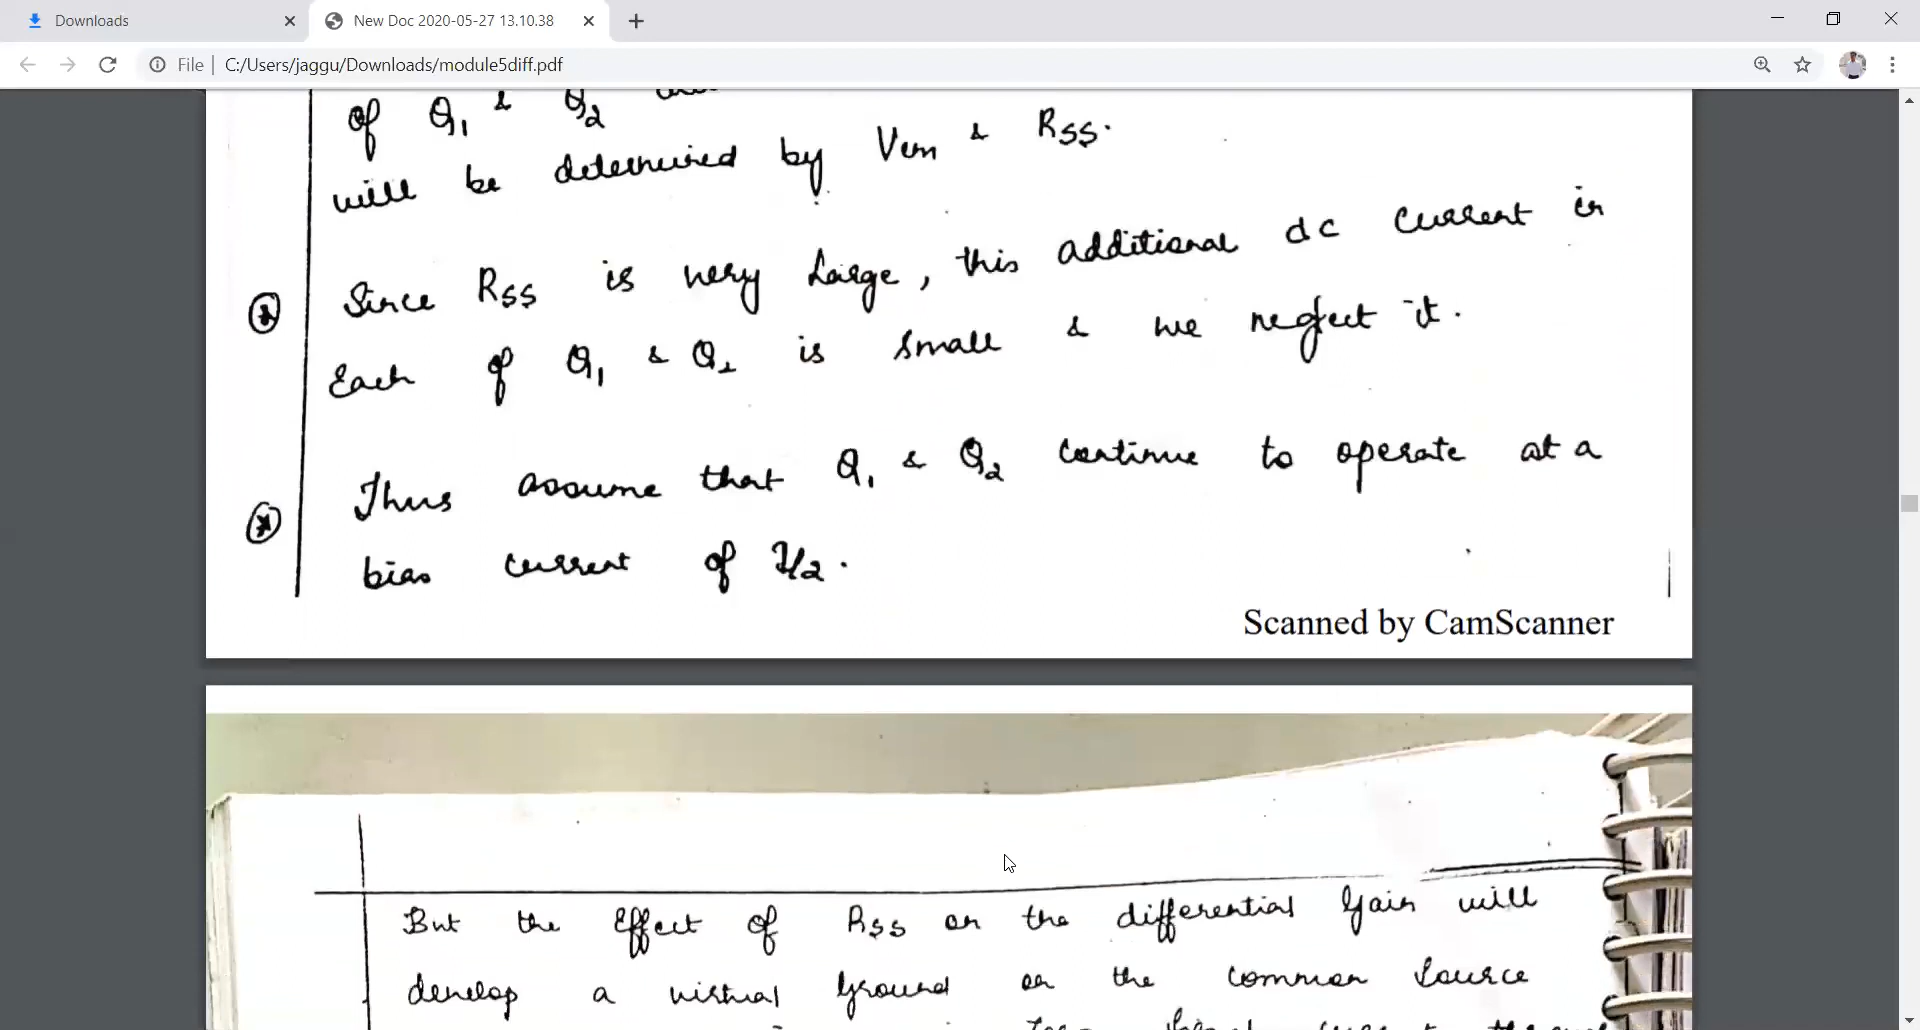 Downloads
New Doc 2020-05-27 13.10.38
File | C:/Users/jaggu/Downloads/module5diff.pdf
of Q1 & Q2
will be determined by Vcm & RSS.
Since RSS is very large, this additional dc current in
Each of Q1 & Q2 is small & we neglect it.
Thus assume that Q1 & Q2 continue to operate at a
bias current of I/2.
Scanned by CamScanner
But the Effect of RSS on the differential Gain will
develop a virtual ground on the common source